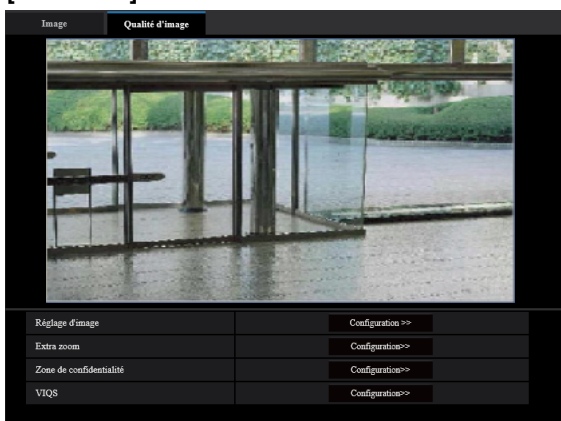 Image
Qualité d'image
Réglage d'image
Configuration >>
Extra zoom
Configuration>>
Zone de confidentialité
Configuration>>
VIQS
Configuration>>